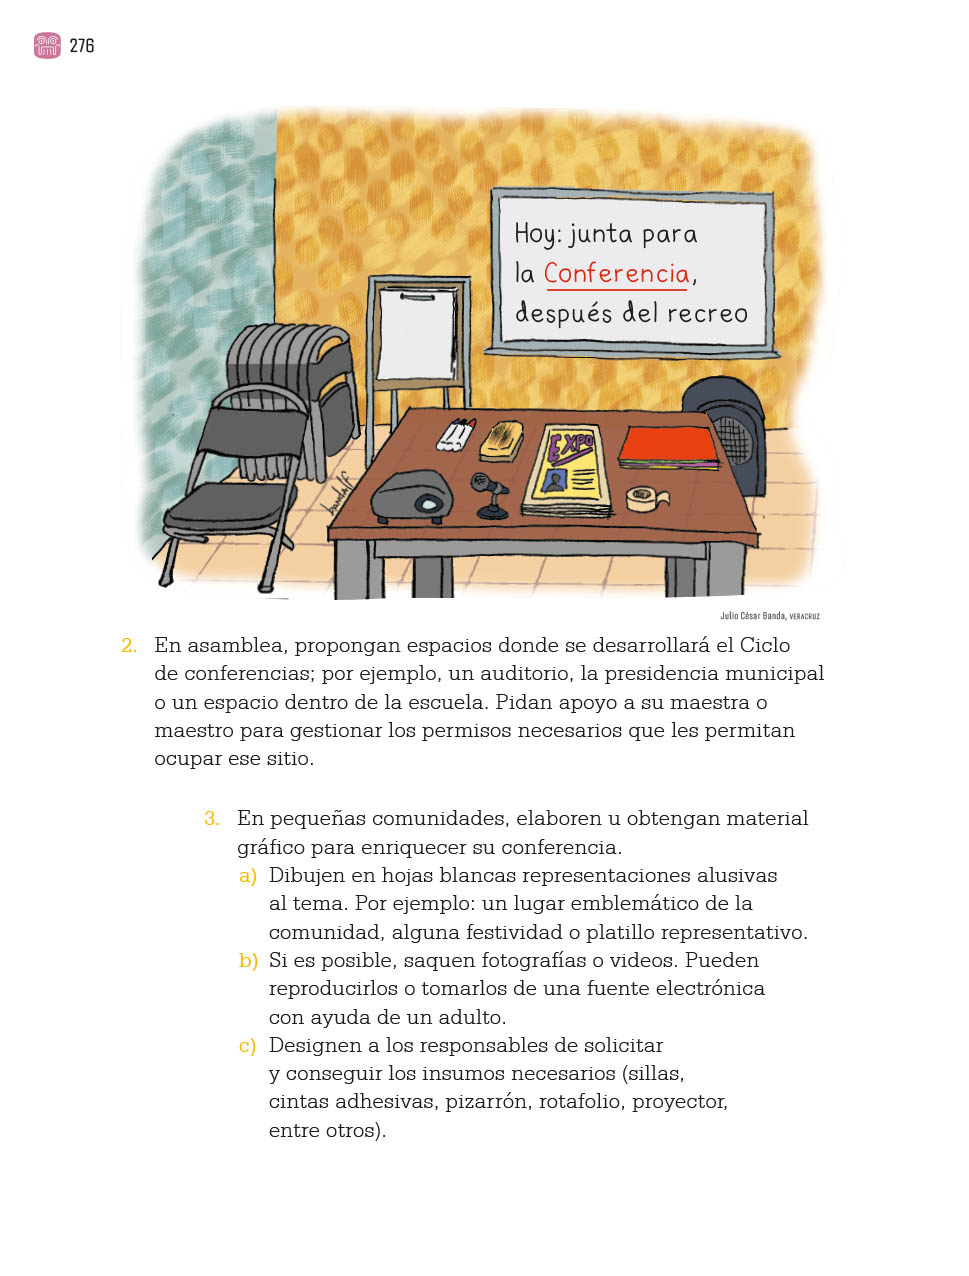 276
Hoy: junta para
la Conferencia,
después del recreo
EXPO
bandalf
Julio César Banda, VERACRUZ
2. En asamblea, propongan espacios donde se desarrollará el Ciclo
de conferencias; por ejemplo, un auditorio, la presidencia municipal
o un espacio dentro de la escuela. Pidan apoyo a su maestra o
maestro para gestionar los permisos necesarios que les permitan
ocupar ese sitio.
3. En pequeñas comunidades, elaboren u obtengan material
gráfico para enriquecer su conferencia.
a) Dibujen en hojas blancas representaciones alusivas
al tema. Por ejemplo: un lugar emblemático de la
comunidad, alguna festividad o platillo representativo.
b) Si es posible, saquen fotografías o videos. Pueden
reproducirlos o tomarlos de una fuente electrónica
con ayuda de un adulto.
c) Designen a los responsables de solicitar
y conseguir los insumos necesarios (sillas,
cintas adhesivas, pizarrón, rotafolio, proyector,
entre otros).